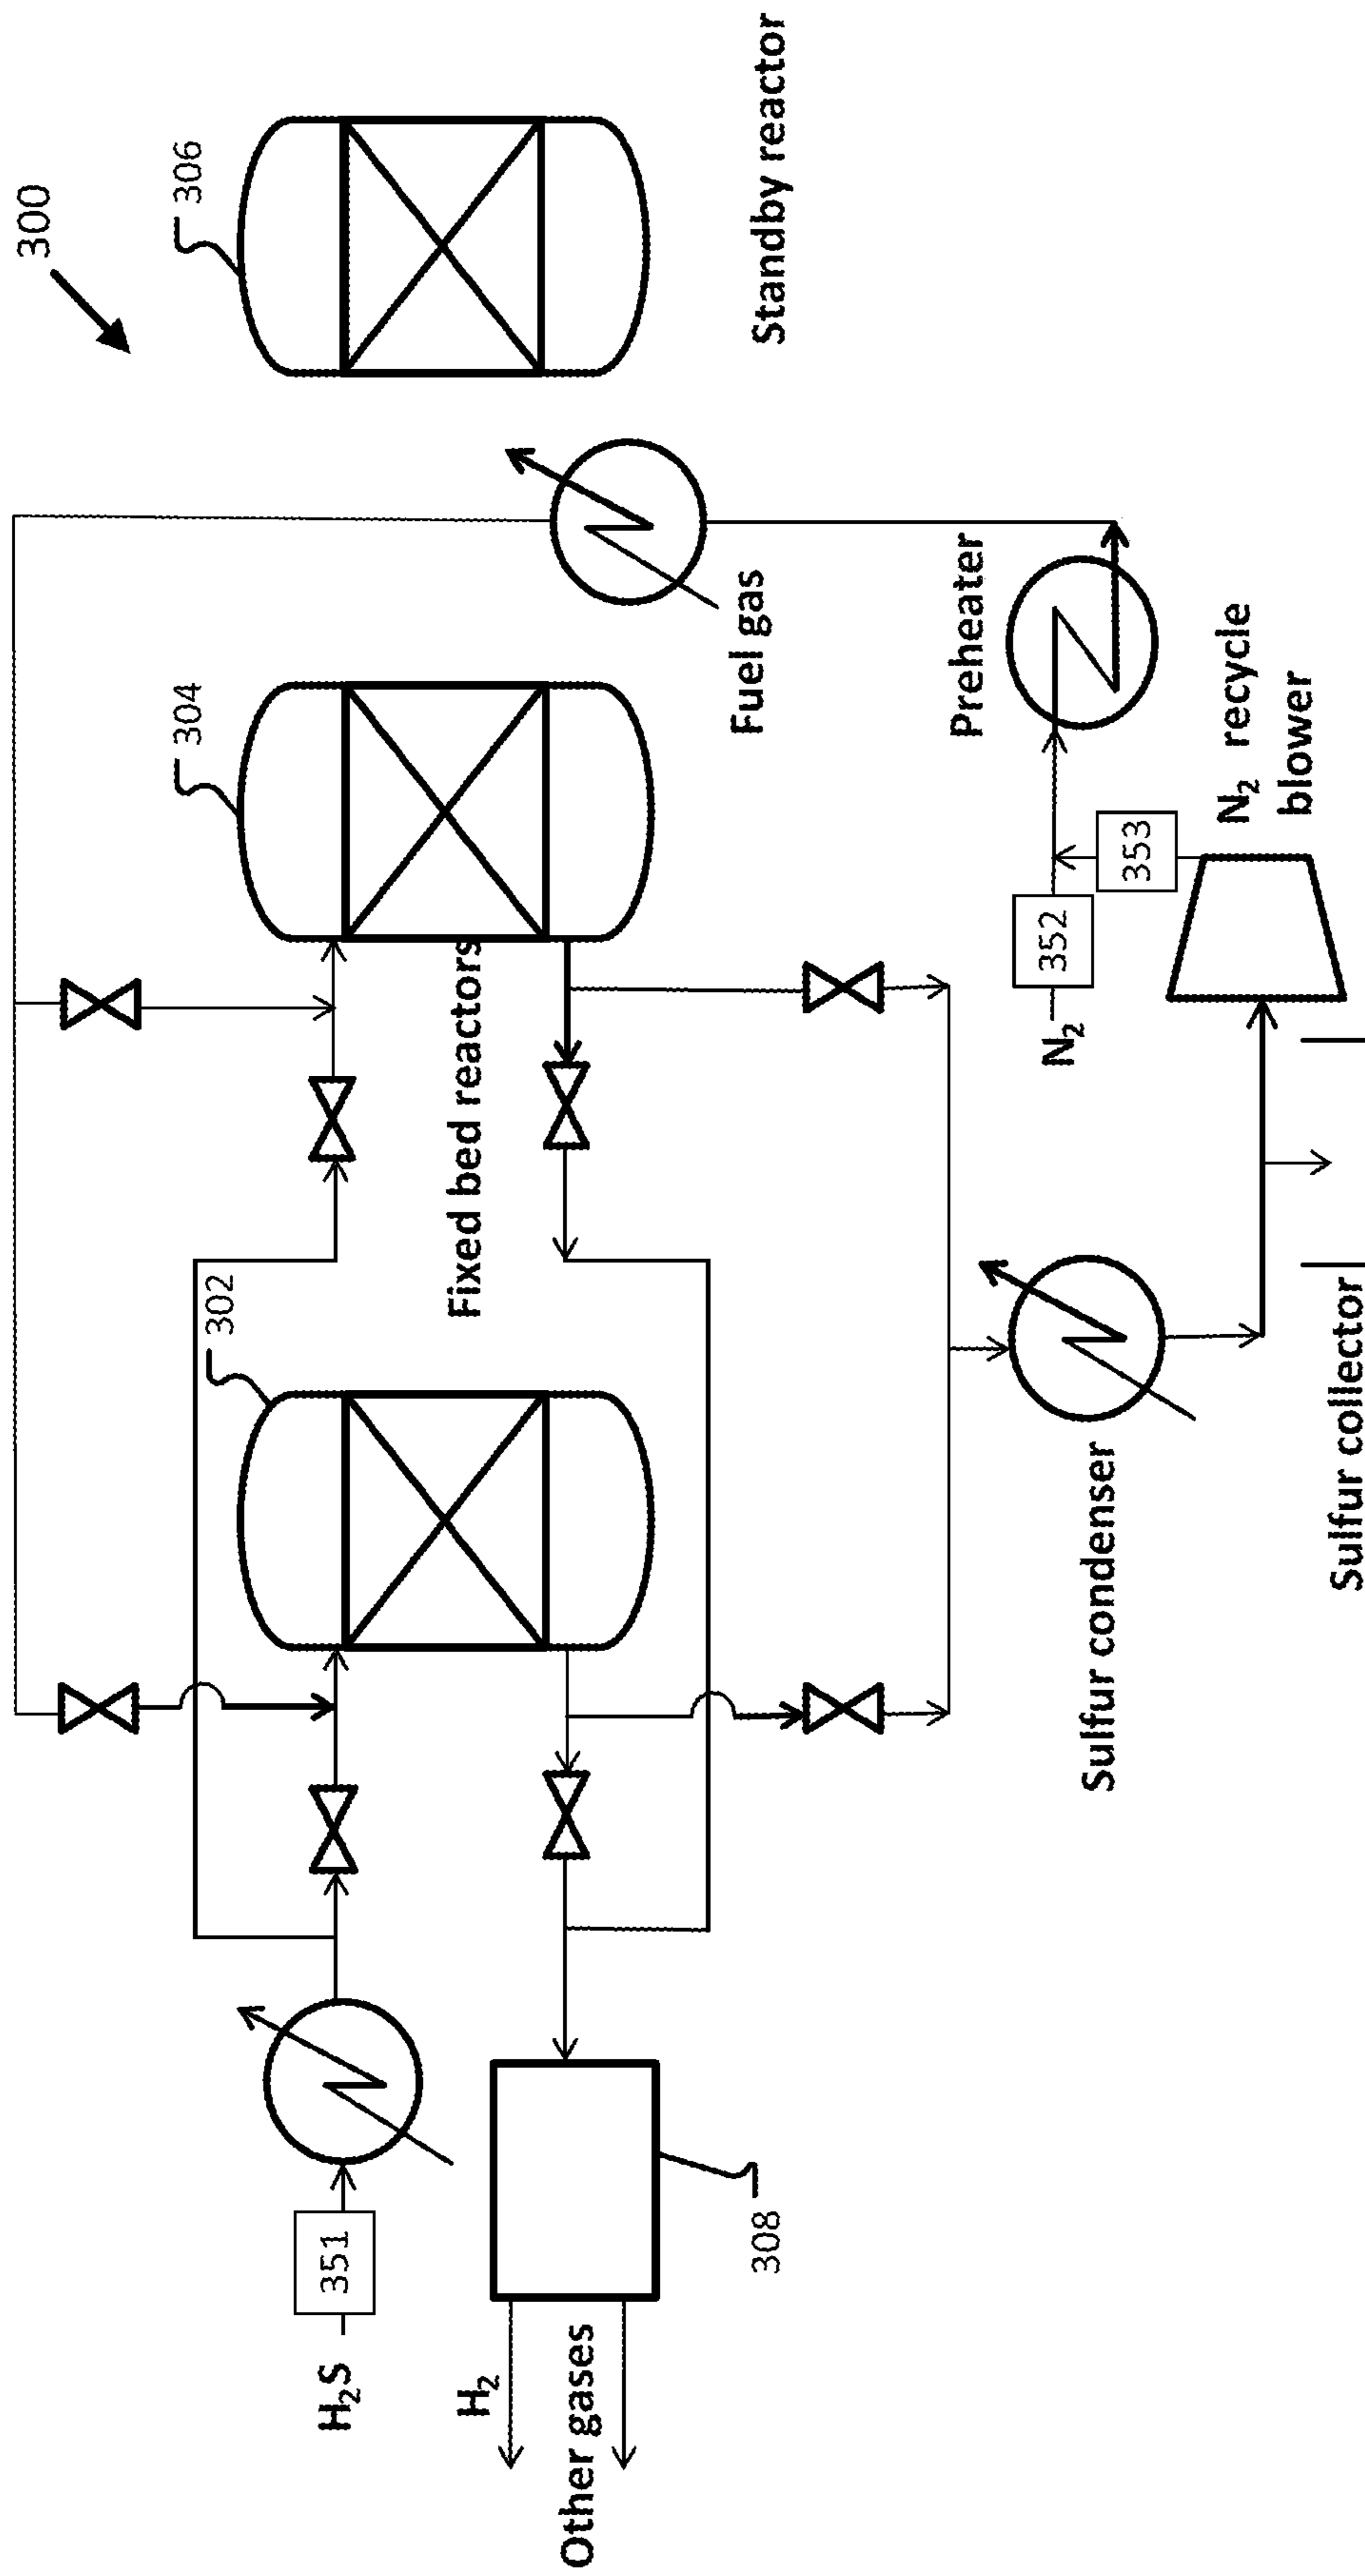 300
306
304
302
Standby reactor
Fixed bed reactors
Fuel gas
351
H₂S
H₂
Other gases
308
Preheater
352
353
N₂
N₂ recycle
blower
Sulfur condenser
Sulfur collector